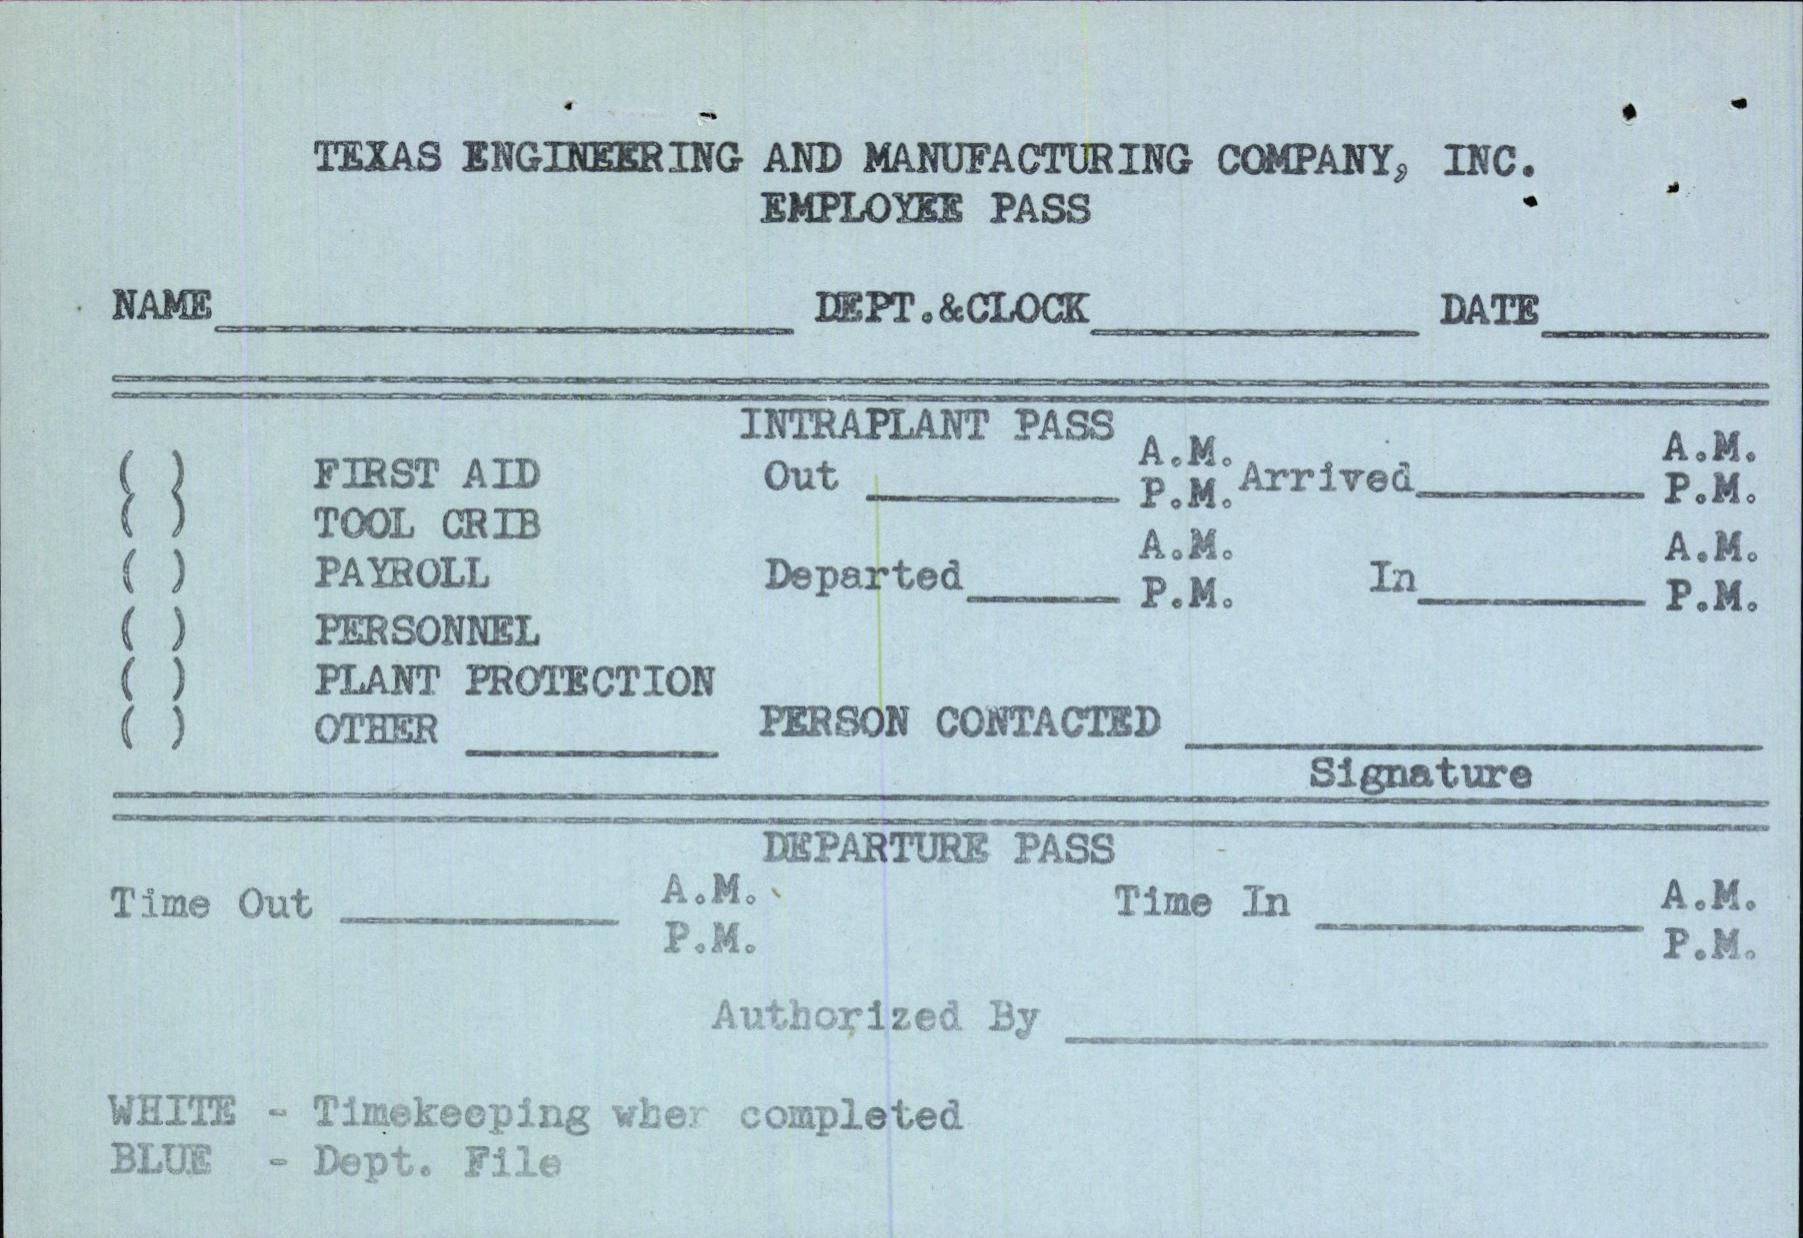 TEXAS ENGINEERING AND MANUFACTURING COMPANY, INC.
EMPLOYEE PASS
NAME DEPT.&CLOCK DATE
INTRAPLANT PASS
( ) FIRST AID Out A.M. P.M. Arrived A.M. P.M.
( ) TOOL CRIB
( ) PAYROLL Departed A.M. P.M. In A.M. P.M.
( ) PERSONNEL
( ) PLANT PROTECTION
( ) OTHER PERSON CONTACTED
Signature
DEPARTURE PASS
Time Out A.M. P.M. Time In A.M. P.M.
Authorized By
WHITE - Timekeeping when completed
BLUE - Dept. File